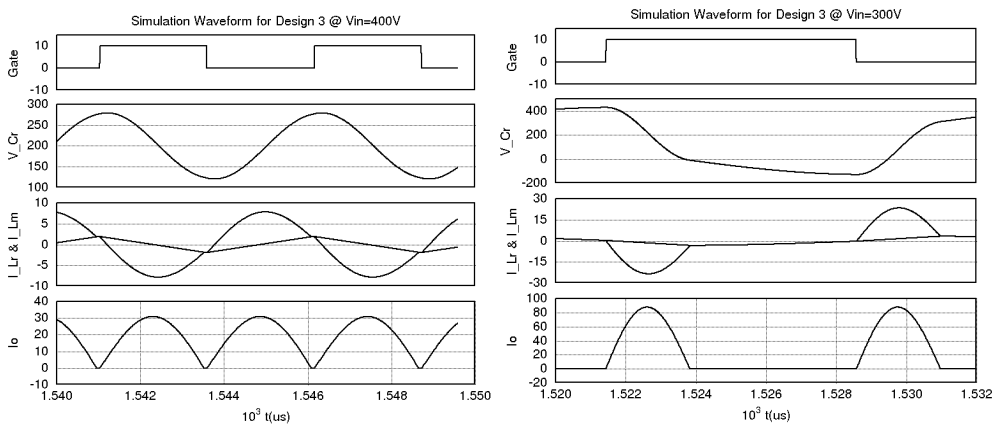 Simulation Waveform for Design 3 @ Vin=400V
Gate
10
0
-10
V_Cr
300
250
200
150
100
I_Lr & I_Lm
10
5
0
-5
-10
Io
40
30
20
10
0
-10
1.540 1.542 1.544 1.546 1.548 1.550
10³ t(us)
Simulation Waveform for Design 3 @ Vin=300V
Gate
10
0
-10
V_Cr
400
200
0
-200
I_Lr & I_Lm
30
15
0
-15
-30
Io
100
80
60
40
20
0
-20
1.520 1.522 1.524 1.526 1.528 1.530 1.532
10³ t(us)